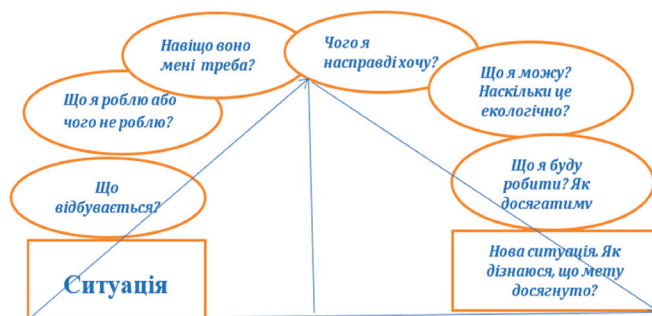 Навіщо воно
мені треба?
Чого я
насправді хочу?
Що я роблю або
чого не роблю?
Що я можу?
Наскільки це
екологічно?
Що
відбувається?
Що я буду
робити? Як
досягатиму
Ситуація
Нова ситуація. Як
дізнаюся, що мету
досягнуто?